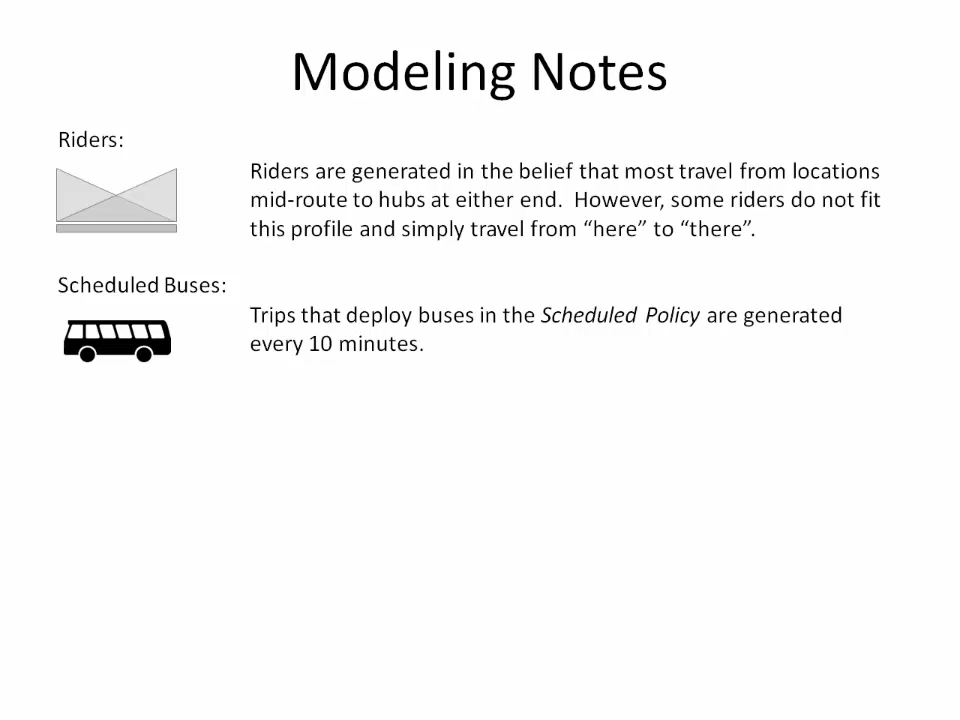 Modeling Notes
Riders:
Riders are generated in the belief that most travel from locations
mid-route to hubs at either end.  However, some riders do not fit
this profile and simply travel from “here” to “there”.
Scheduled Buses:
Trips that deploy buses in the Scheduled Policy are generated
every 10 minutes.